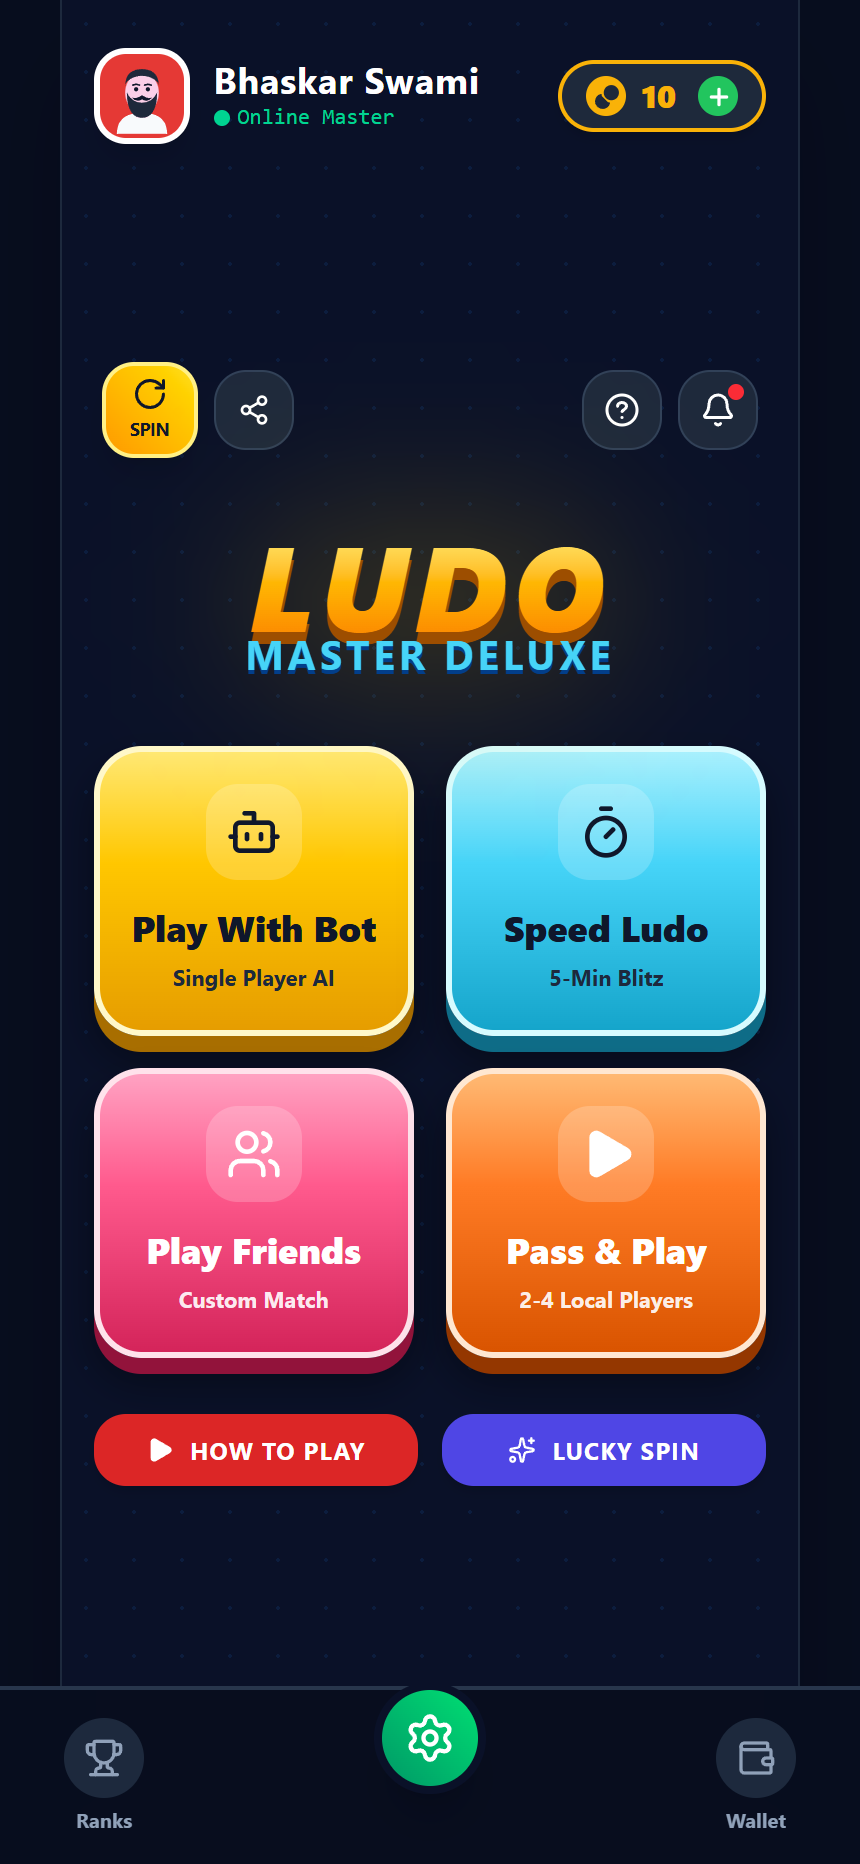 Bhaskar Swami
Online Master
10
SPIN
LUDO
MASTER DELUXE
Play With Bot
Single Player AI
Speed Ludo
5-Min Blitz
Play Friends
Custom Match
Pass & Play
2-4 Local Players
HOW TO PLAY
LUCKY SPIN
Ranks
Wallet